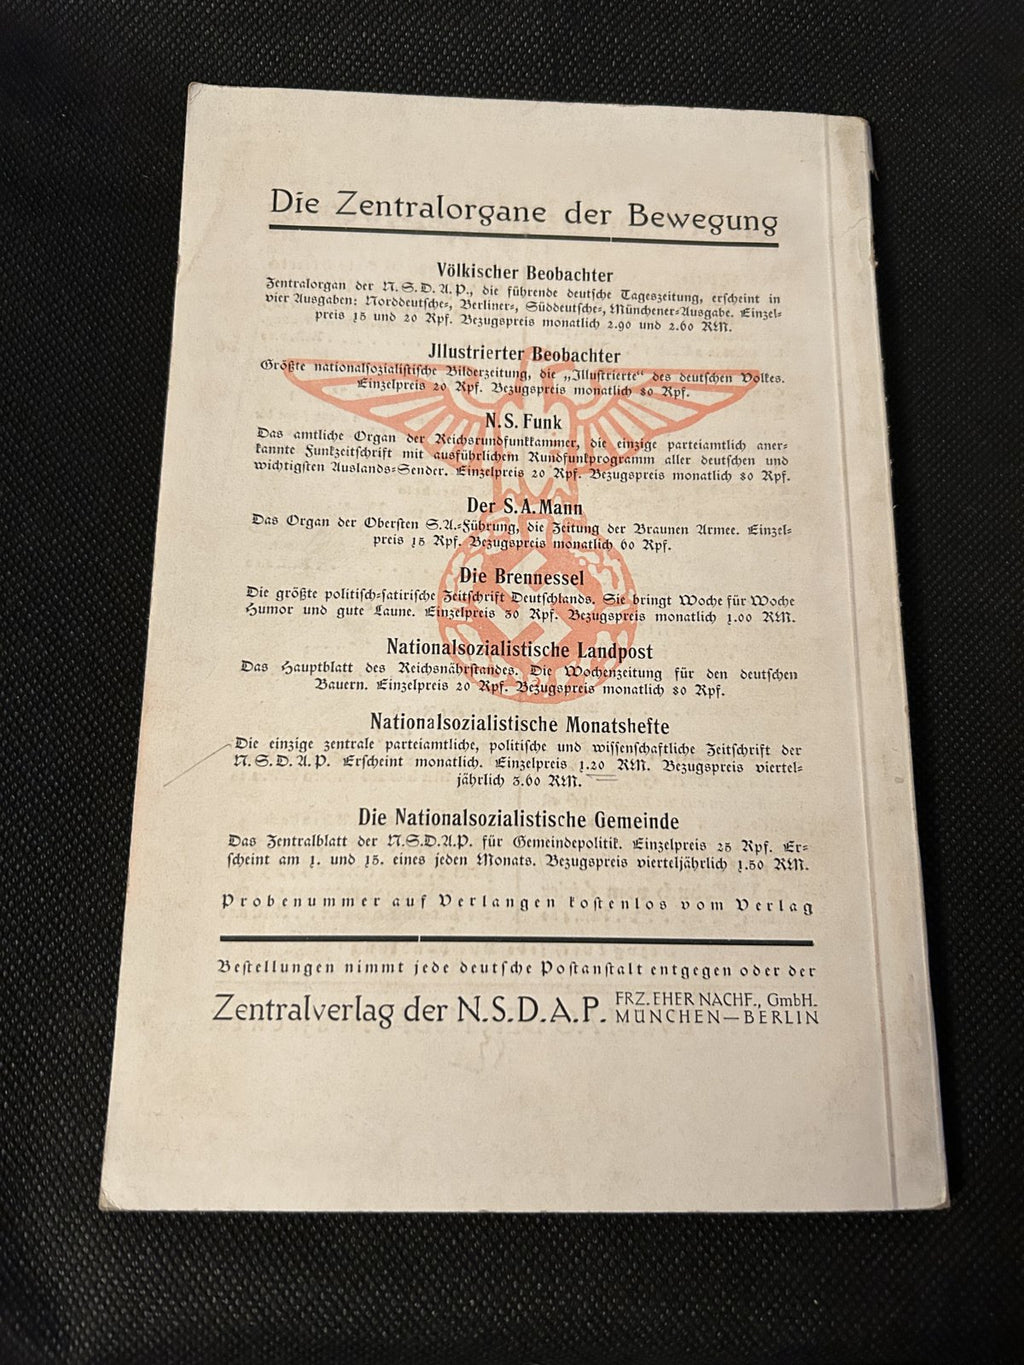 Die Zentralorgane der Bewegung
Völkischer Beobachter
Zentralorgan der N.S.D.A.P., die führende deutsche Tageszeitung, erscheint in
vier Ausgaben: Norddeutsche-, Berliner-, Süddeutsche-, Münchener-Ausgabe. Einzel-
preis 15 und 20 Rpf. Bezugspreis monatlich 2.90 und 2.60 RM.
Jllustrierter Beobachter
Größte nationalsozialistische Bilderzeitung, die „Jllustrierte“ des deutschen Volkes.
Einzelpreis 20 Rpf. Bezugspreis monatlich 80 Rpf.
N.S. Funk
Das amtliche Organ der Reichsrundfunkkammer, die einzige parteiamtlich aner-
kannte Funkzeitschrift mit ausführlichem Rundfunkprogramm aller deutschen und
wichtigsten Auslands-Sender. Einzelpreis 20 Rpf. Bezugspreis monatlich 80 Rpf.
Der S.A. Mann
Das Organ der Obersten S.A.-Führung, die Zeitung der Braunen Armee. Einzel-
preis 15 Rpf. Bezugspreis monatlich 60 Rpf.
Die Brennessel
Die größte politisch-satirische Zeitschrift Deutschlands. Sie bringt Woche für Woche
Humor und gute Laune. Einzelpreis 30 Rpf. Bezugspreis monatlich 1.00 RM.
Nationalsozialistische Landpost
Das Hauptblatt des Reichsnährstandes. Die Wochenzeitung für den deutschen
Bauern. Einzelpreis 20 Rpf. Bezugspreis monatlich 80 Rpf.
Nationalsozialistische Monatshefte
Die einzige zentrale parteiamtliche, politische und wissenschaftliche Zeitschrift der
N.S.D.A.P. Erscheint monatlich. Einzelpreis 1.20 RM. Bezugspreis viertel-
jährlich 3.60 RM.
Die Nationalsozialistische Gemeinde
Das Zentralblatt der N.S.D.A.P. für Gemeindepolitik. Einzelpreis 25 Rpf. Er-
scheint am 1. und 15. eines jeden Monats. Bezugspreis vierteljährlich 1.50 RM.
Probenummer auf Verlangen kostenlos vom Verlag
Bestellungen nimmt jede deutsche Postanstalt entgegen oder der
Zentralverlag der N.S.D.A.P. FRZ. EHER NACHF., GmbH.
MÜNCHEN—BERLIN